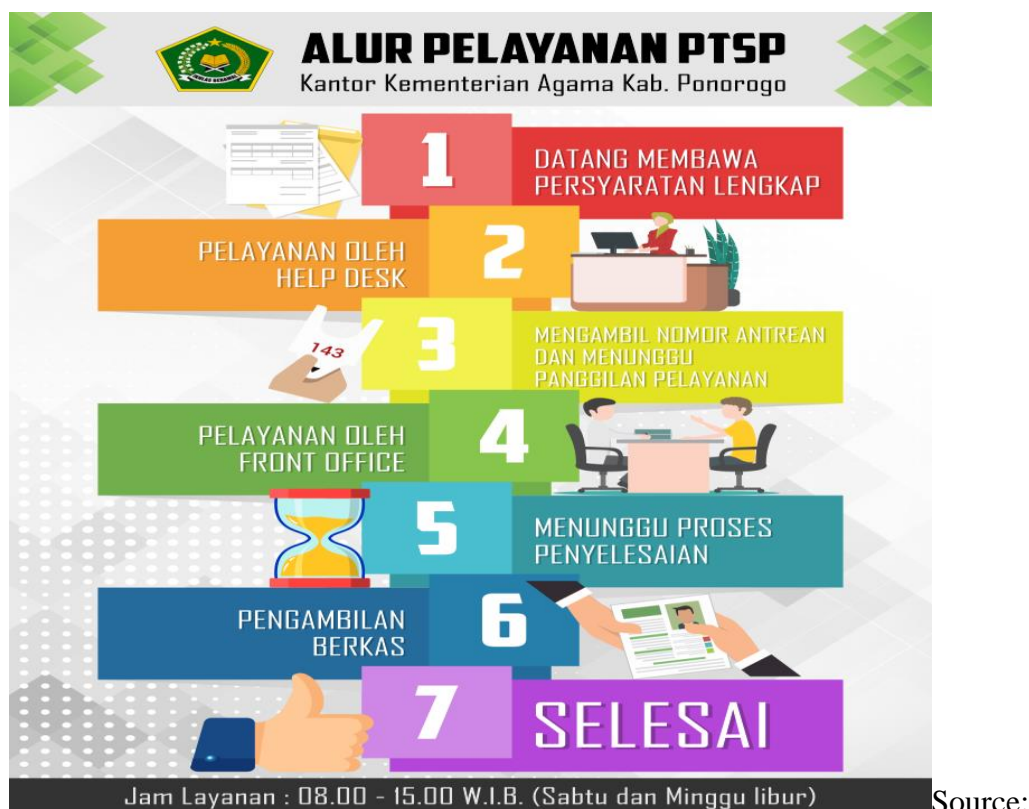 ALUR PELAYANAN PTSP
Kantor Kementerian Agama Kab. Ponorogo
IKHLAS BERAMAL
1
DATANG MEMBAWA
PERSYARATAN LENGKAP
PELAYANAN OLEH
HELP DESK
2
143
3
MENGAMBIL NOMOR ANTREAN
DAN MENUNGGU
PANGGILAN PELAYANAN
PELAYANAN OLEH
FRONT OFFICE
4
5
MENUNGGU PROSES
PENYELESAIAN
PENGAMBILAN
BERKAS
6
7
SELESAI
Jam Layanan : 08.00 - 15.00 W.I.B. (Sabtu dan Minggu libur)
Source: